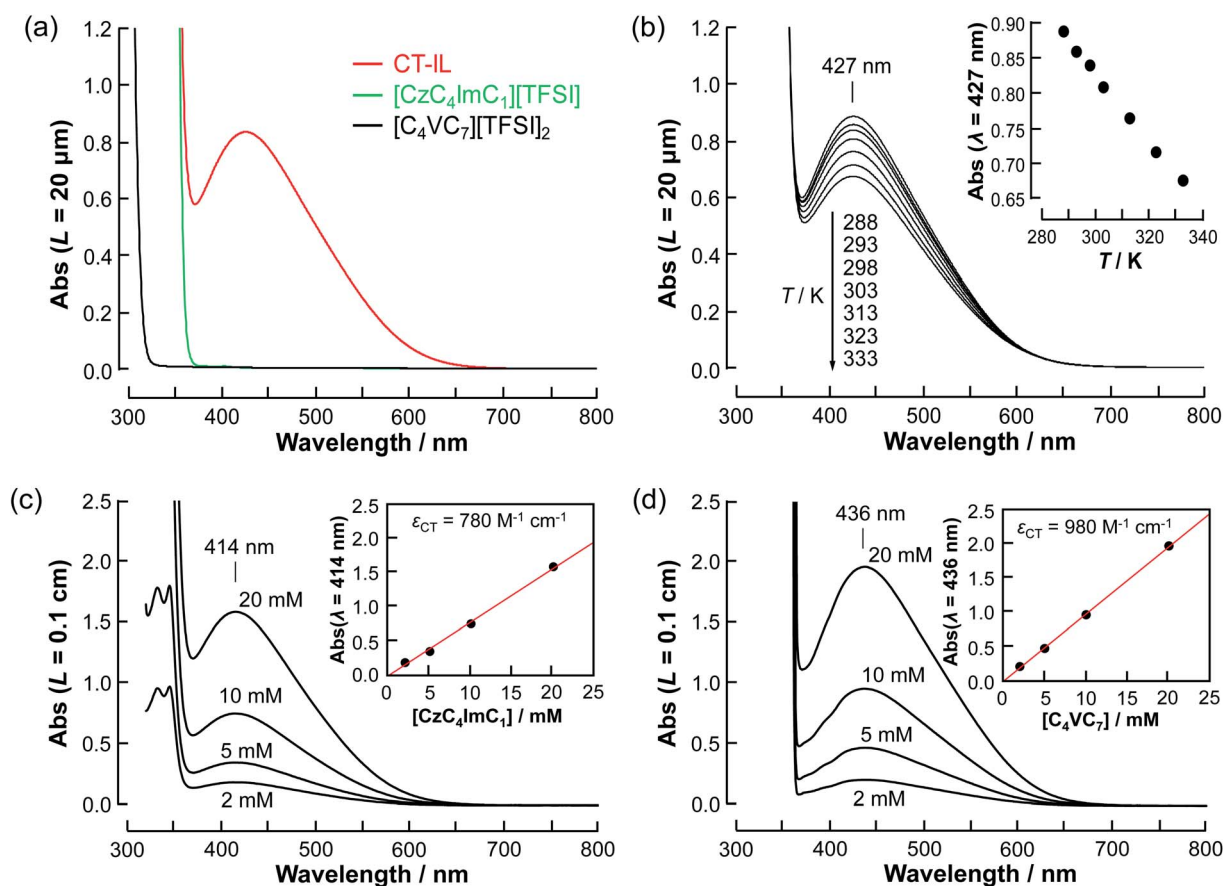 (a)
Abs (L = 20 μm)
1.2
1.0
0.8
0.6
0.4
0.2
0.0
CT-IL
[CzC₄ImC₁][TFSI]
[C₄VC₇][TFSI]₂
300
400
500
600
700
800
Wavelength / nm
(b)
Abs (L = 20 μm)
1.2
1.0
0.8
0.6
0.4
0.2
0.0
427 nm
T / K
288
293
298
303
313
323
333
300
400
500
600
700
800
Wavelength / nm
Abs (λ = 427 nm)
0.90
0.85
0.80
0.75
0.70
0.65
280
300
320
340
T / K
(c)
Abs (L = 0.1 cm)
2.5
2.0
1.5
1.0
0.5
0.0
414 nm
20 mM
10 mM
5 mM
2 mM
300
400
500
600
700
800
Wavelength / nm
Abs(λ = 414 nm)
2.5
2.0
1.5
1.0
0.5
0.0
εCT = 780 M⁻¹ cm⁻¹
0
5
10
15
20
25
[CzC₄ImC₁] / mM
(d)
Abs (L = 0.1 cm)
2.5
2.0
1.5
1.0
0.5
0.0
436 nm
20 mM
10 mM
5 mM
2 mM
300
400
500
600
700
800
Wavelength / nm
Abs(λ = 436 nm)
2.5
2.0
1.5
1.0
0.5
0.0
εCT = 980 M⁻¹ cm⁻¹
0
5
10
15
20
25
[C₄VC₇] / mM